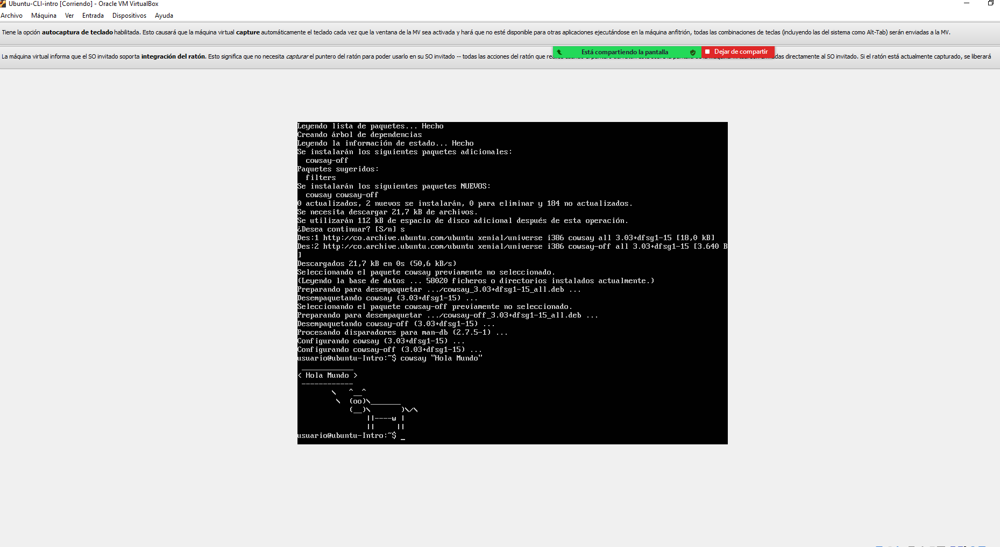 Ubuntu-CLI-intro [Corriendo] - Oracle VM VirtualBox
Archivo Máquina Ver Entrada Dispositivos Ayuda
Tiene la opción autocaptura de teclado habilitada. Esto causará que la máquina virtual capture automáticamente el teclado cada vez que la ventana de la MV sea activada y hará que no esté disponible para otras aplicaciones ejecutándose en la máquina anfitrión, todas las combinaciones de teclas (incluyendo las del sistema como Alt-Tab) serán enviadas a la MV.
Está compartiendo la pantalla Dejar de compartir
La máquina virtual informa que el SO invitado soporta integración del ratón. Esto significa que no necesita capturar el puntero del ratón para poder usarlo en su SO invitado -- todas las acciones del ratón que directamente al SO invitado. Si el ratón está actualmente capturado, se liberará
Leyendo lista de paquetes... Hecho
Creando árbol de dependencias
Leyendo la información de estado... Hecho
Se instalarán los siguientes paquetes adicionales:
  cowsay-off
Paquetes sugeridos:
  filters
Se instalarán los siguientes paquetes NUEVOS:
  cowsay cowsay-off
0 actualizados, 2 nuevos se instalarán, 0 para eliminar y 184 no actualizados.
Se necesita descargar 21,7 kB de archivos.
Se utilizarán 112 kB de espacio de disco adicional después de esta operación.
¿Desea continuar? [S/n] s
Des:1 http://co.archive.ubuntu.com/ubuntu xenial/universe i386 cowsay all 3.03+dfsg1-15 [18,0 kB]
Des:2 http://co.archive.ubuntu.com/ubuntu xenial/universe i386 cowsay-off all 3.03+dfsg1-15 [3.640 B
]
Descargados 21,7 kB en 0s (50,6 kB/s)
Seleccionando el paquete cowsay previamente no seleccionado.
(Leyendo la base de datos ... 58020 ficheros o directorios instalados actualmente.)
Preparando para desempaquetar .../cowsay_3.03+dfsg1-15_all.deb ...
Desempaquetando cowsay (3.03+dfsg1-15) ...
Seleccionando el paquete cowsay-off previamente no seleccionado.
Preparando para desempaquetar .../cowsay-off_3.03+dfsg1-15_all.deb ...
Desempaquetando cowsay-off (3.03+dfsg1-15) ...
Procesando disparadores para man-db (2.7.5-1) ...
Configurando cowsay (3.03+dfsg1-15) ...
Configurando cowsay-off (3.03+dfsg1-15) ...
usuario@ubuntu-Intro:~$ cowsay "Hola Mundo"
 ____________
< Hola Mundo >
 ------------
        \   ^__^
         \  (oo)\_______
            (__)\       )\/\
                ||----w |
                ||     ||
usuario@ubuntu-Intro:~$ _